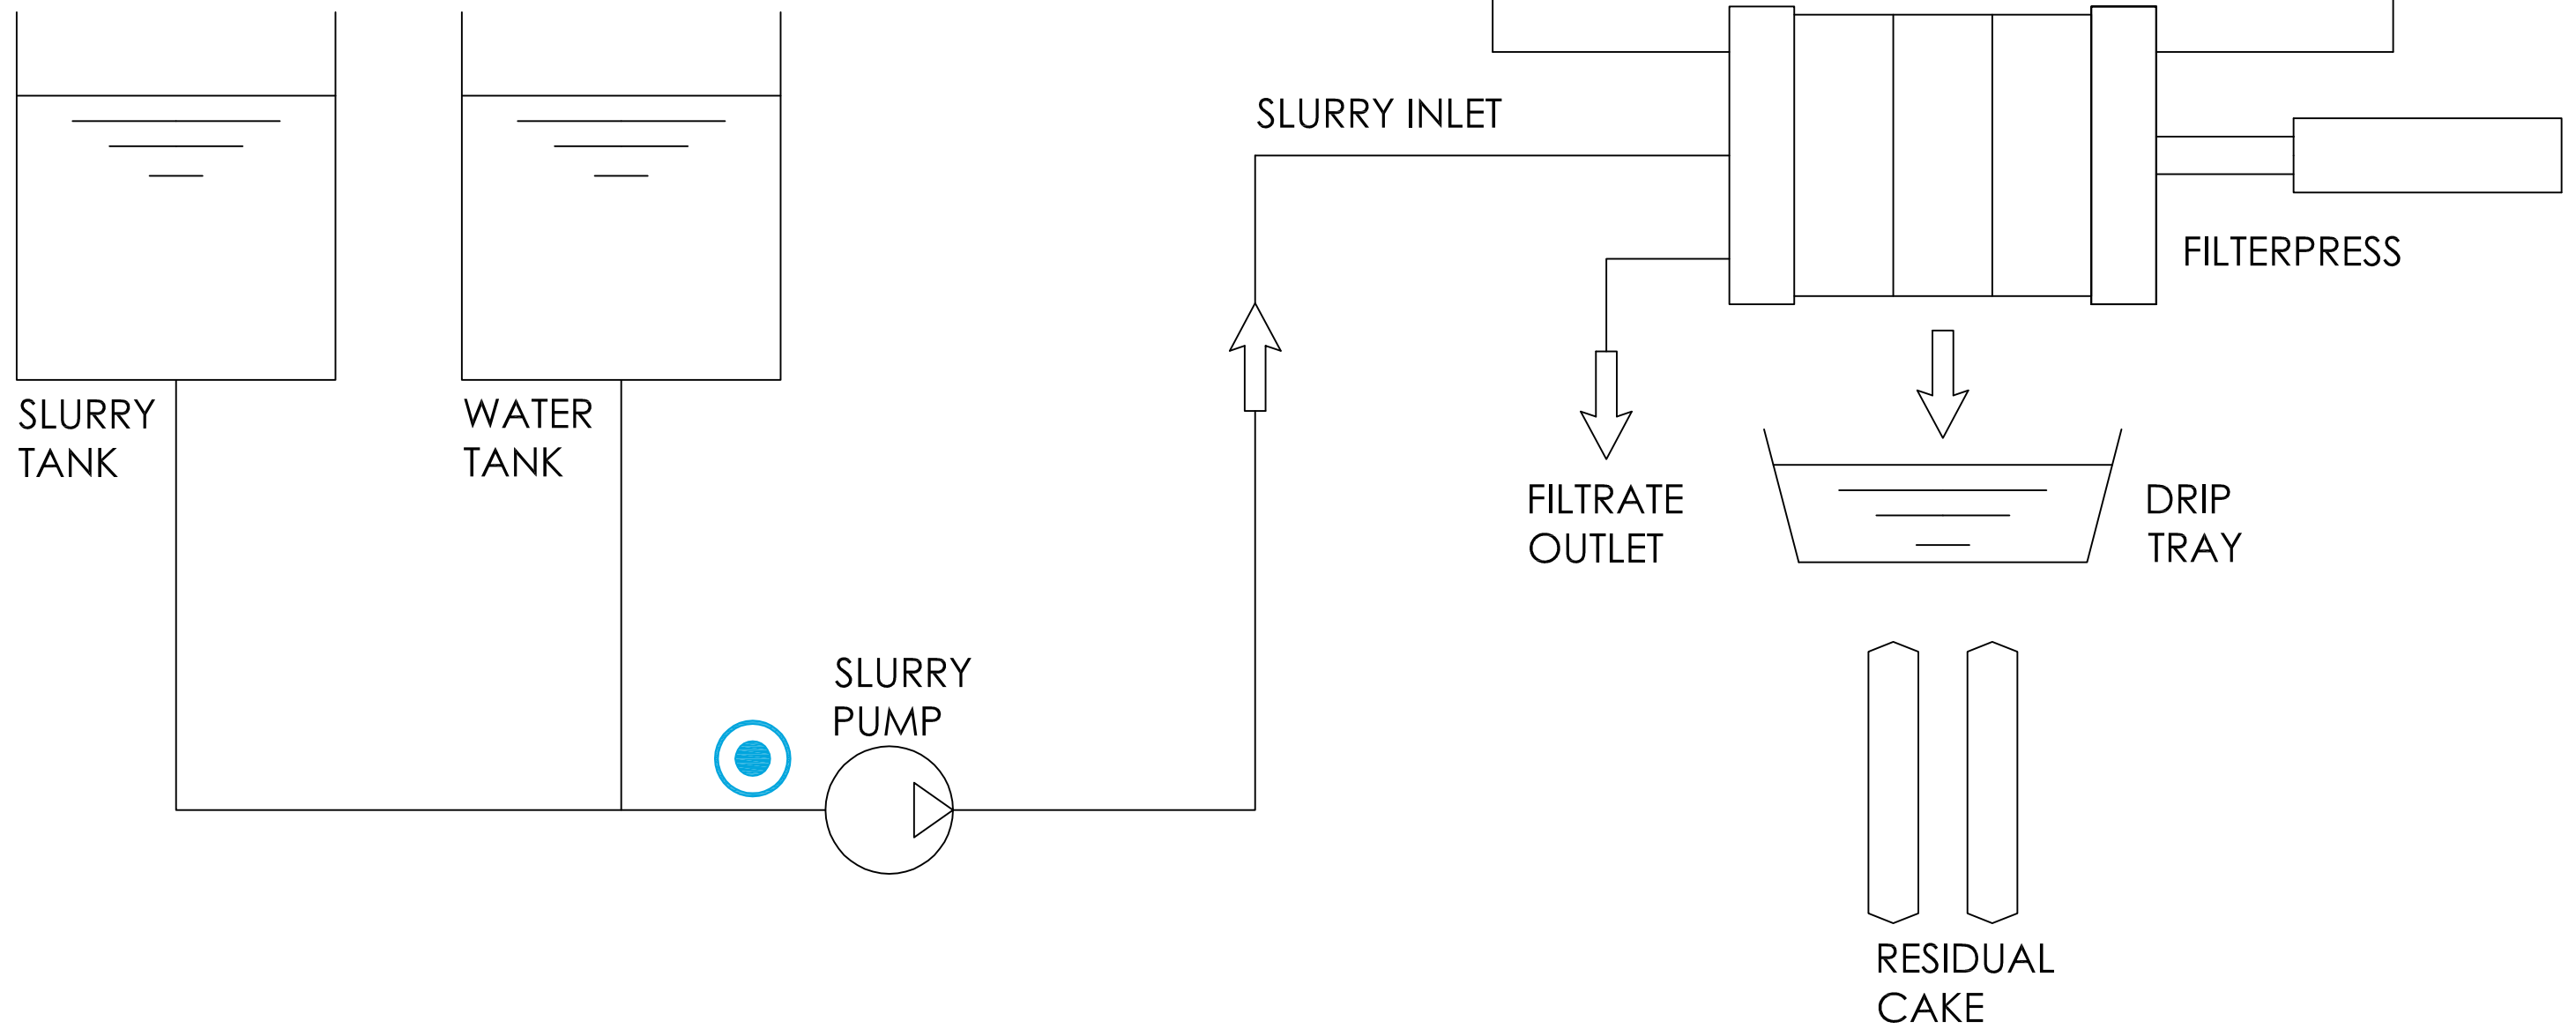 SLURRY INLET
FILTERPRESS
SLURRY
TANK
WATER
TANK
FILTRATE
OUTLET
DRIP
TRAY
SLURRY
PUMP
RESIDUAL
CAKE